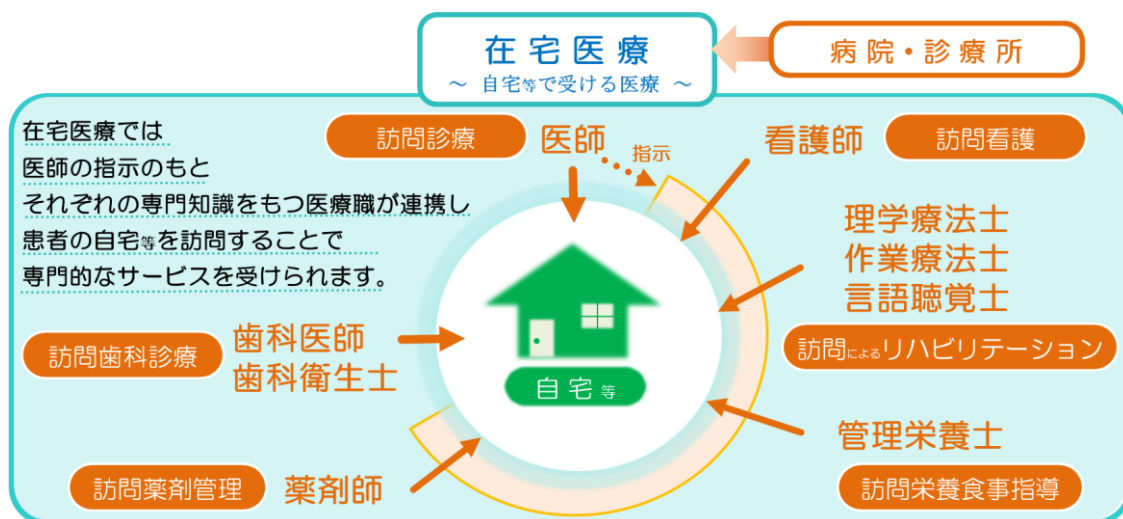 在宅医療
～ 自宅等で受ける医療 ～
病院・診療所
在宅医療では
医師の指示のもと
それぞれの専門知識をもつ医療職が連携し
患者の自宅等を訪問することで
専門的なサービスを受けられます。
訪問診療
医師
指示
看護師
訪問看護
理学療法士
作業療法士
言語聴覚士
訪問によるリハビリテーション
訪問歯科診療
歯科医師
歯科衛生士
自宅等
管理栄養士
訪問栄養食事指導
訪問薬剤管理
薬剤師